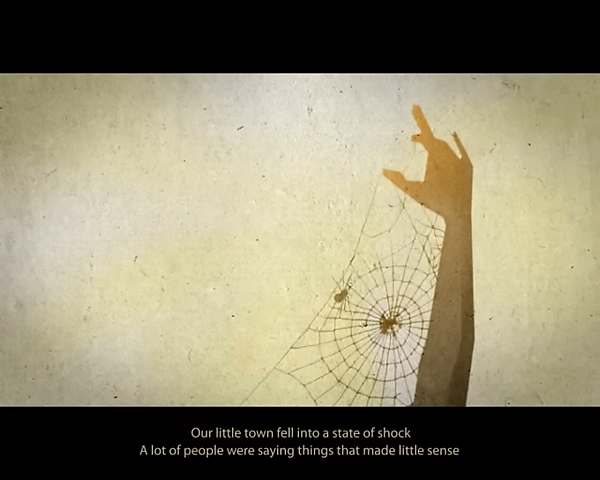 Our little town fell into a state of shock
A lot of people were saying things that made little sense